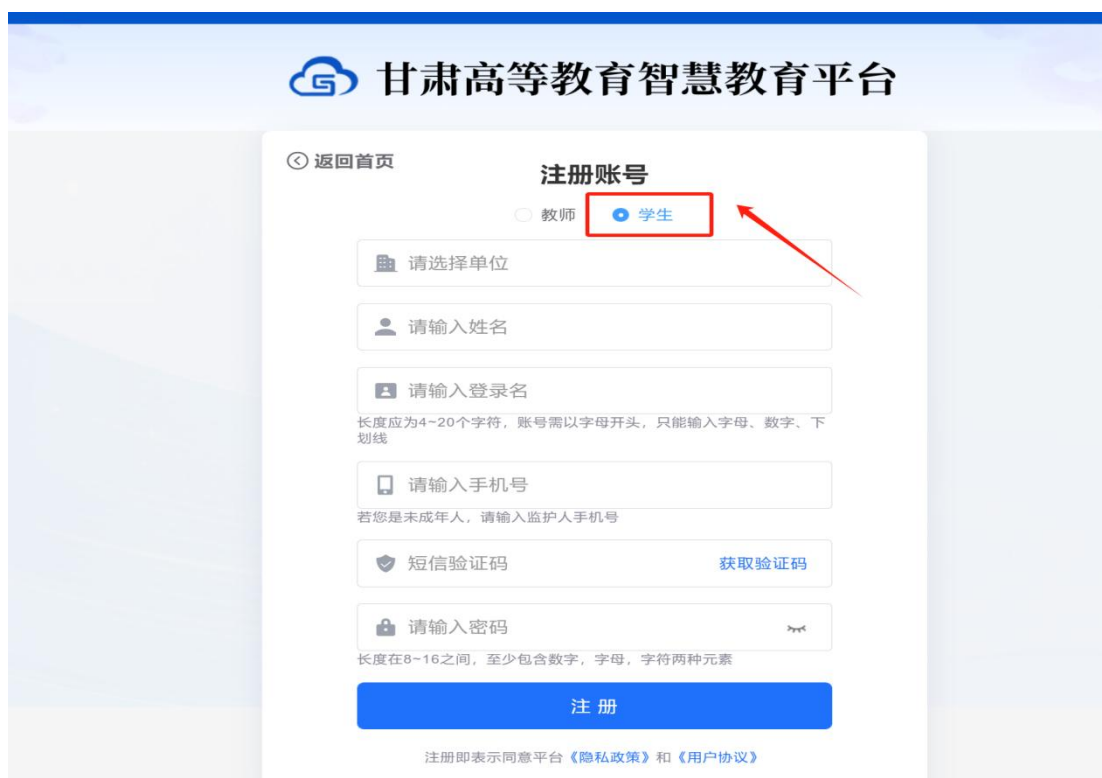 甘肃高等教育智慧教育平台
返回首页
注册账号
教师 学生
请选择单位
请输入姓名
请输入登录名
长度应为4~20个字符，账号需以字母开头，只能输入字母、数字、下
划线
请输入手机号
若您是未成年人，请输入监护人手机号
短信验证码 获取验证码
请输入密码
长度在8~16之间，至少包含数字，字母，字符两种元素
注 册
注册即表示同意平台《隐私政策》和《用户协议》